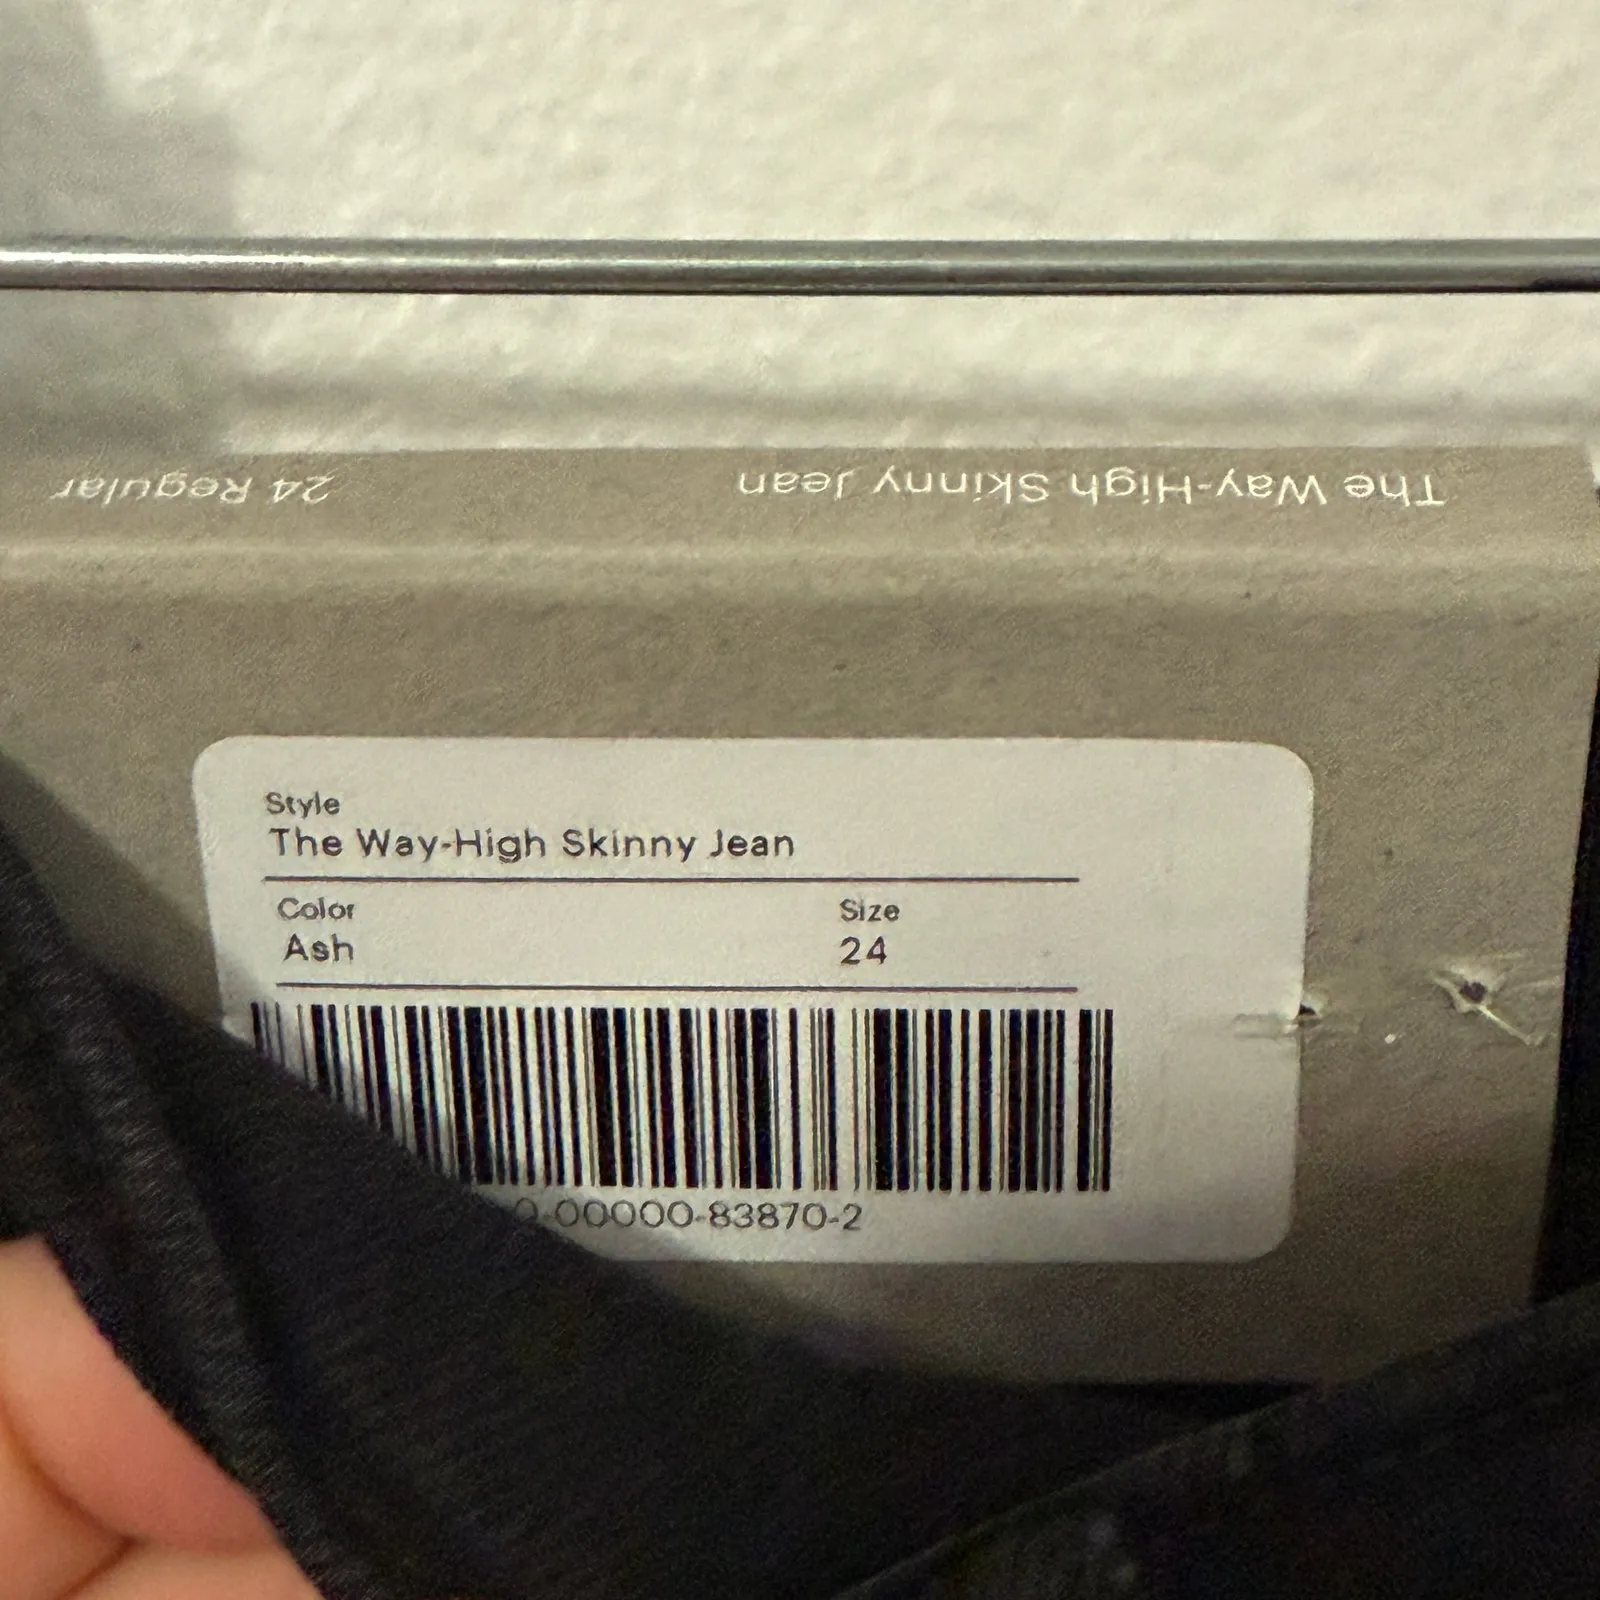 The Way-High Skinny Jean 24 Regular
Style
The Way-High Skinny Jean
Color Size
Ash 24
0-00000-83870-2